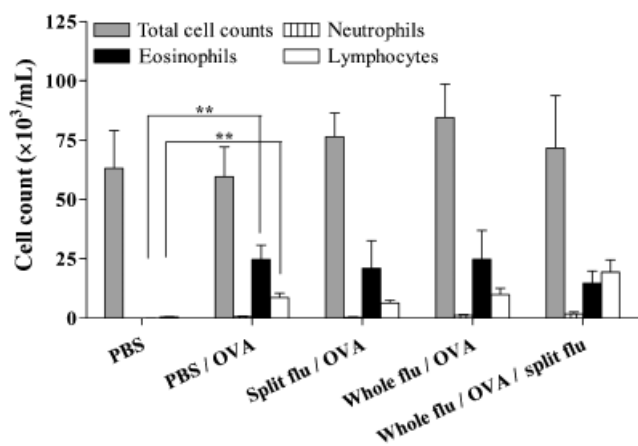 125
100
75
50
25
0
Cell count (×10³/mL)
Total cell counts
Neutrophils
Eosinophils
Lymphocytes
**
**
PBS
PBS / OVA
Split flu / OVA
Whole flu / OVA
Whole flu / OVA / split flu